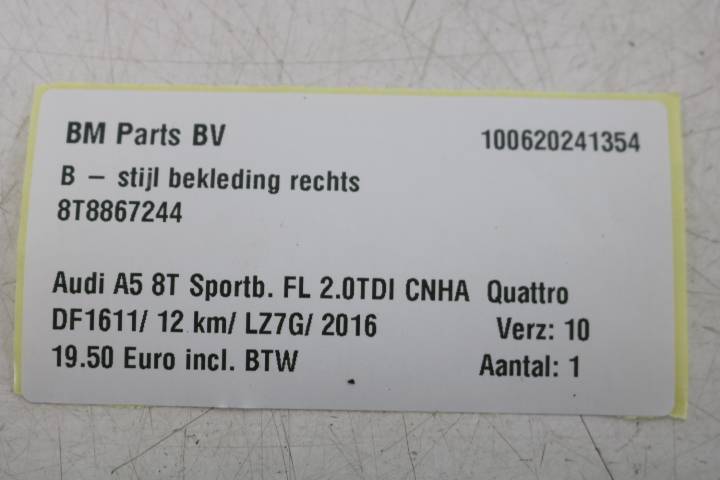 BM Parts BV 100620241354
B – stijl bekleding rechts
8T8867244
Audi A5 8T Sportb. FL 2.0TDI CNHA Quattro
DF1611/ 12 km/ LZ7G/ 2016 Verz: 10
19.50 Euro incl. BTW Aantal: 1